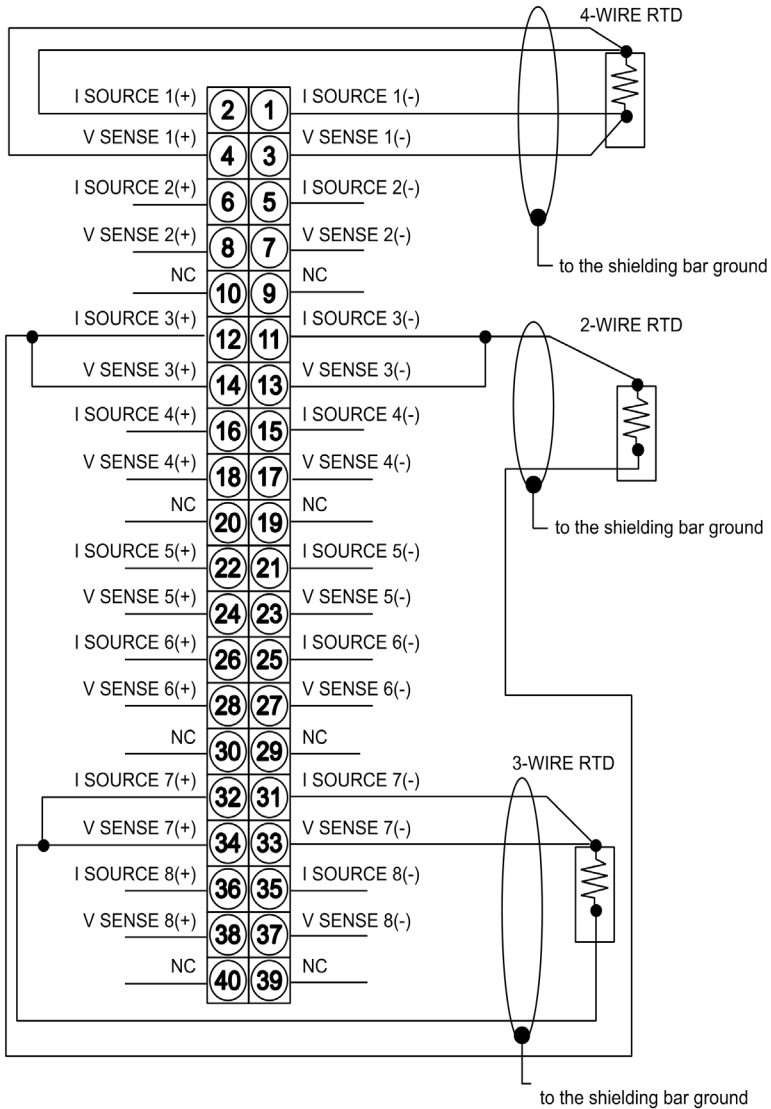 4-WIRE RTD
I SOURCE 1(+) 2 1 I SOURCE 1(-)
V SENSE 1(+) 4 3 V SENSE 1(-)
I SOURCE 2(+) 6 5 I SOURCE 2(-)
V SENSE 2(+) 8 7 V SENSE 2(-)
to the shielding bar ground
NC 10 9 NC
I SOURCE 3(+) 12 11 I SOURCE 3(-)
2-WIRE RTD
V SENSE 3(+) 14 13 V SENSE 3(-)
I SOURCE 4(+) 16 15 I SOURCE 4(-)
V SENSE 4(+) 18 17 V SENSE 4(-)
NC 20 19 NC
to the shielding bar ground
I SOURCE 5(+) 22 21 I SOURCE 5(-)
V SENSE 5(+) 24 23 V SENSE 5(-)
I SOURCE 6(+) 26 25 I SOURCE 6(-)
V SENSE 6(+) 28 27 V SENSE 6(-)
NC 30 29 NC
3-WIRE RTD
I SOURCE 7(+) 32 31 I SOURCE 7(-)
V SENSE 7(+) 34 33 V SENSE 7(-)
I SOURCE 8(+) 36 35 I SOURCE 8(-)
V SENSE 8(+) 38 37 V SENSE 8(-)
NC 40 39 NC
to the shielding bar ground